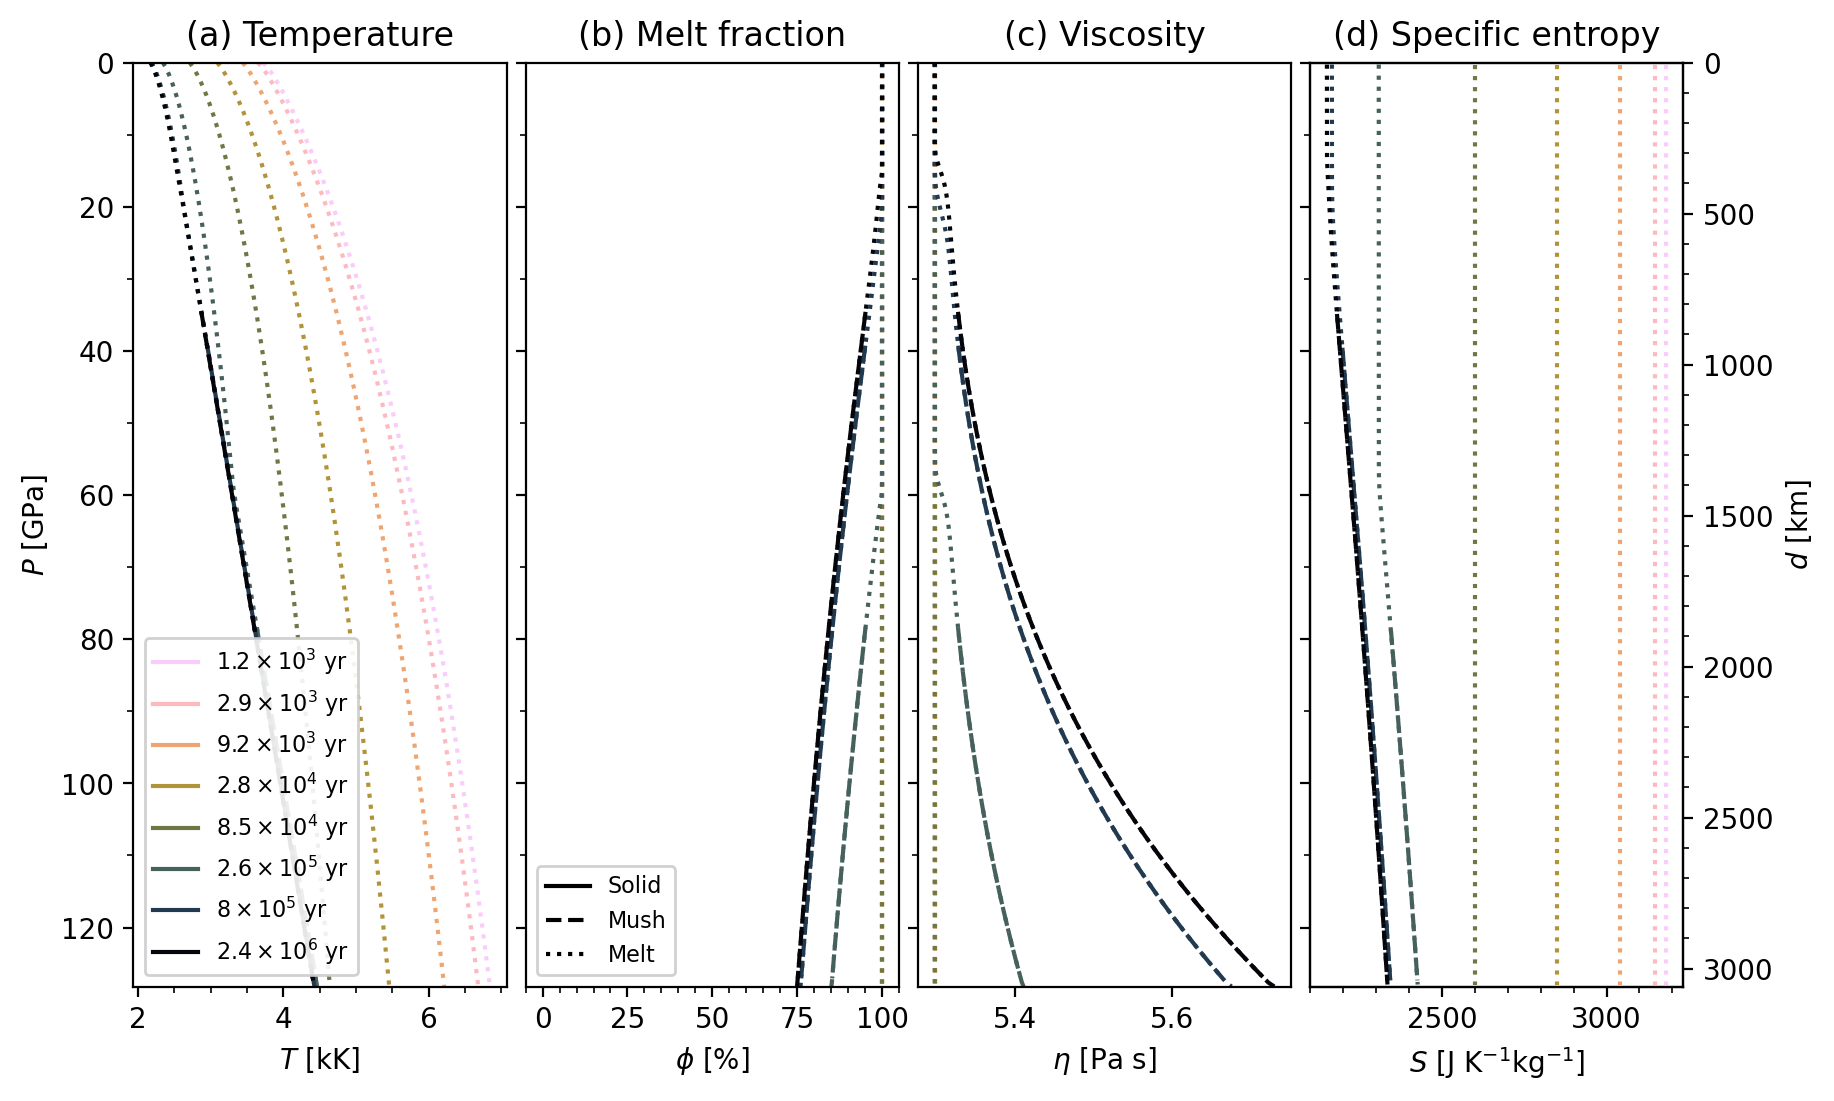 (a) Temperature
(b) Melt fraction
(c) Viscosity
(d) Specific entropy
0
20
40
60
80
100
120
P [GPa]
1.2 × 10³ yr
2.9 × 10³ yr
9.2 × 10³ yr
2.8 × 10⁴ yr
8.5 × 10⁴ yr
2.6 × 10⁵ yr
8 × 10⁵ yr
2.4 × 10⁶ yr
2 4 6
T [kK]
Solid
Mush
Melt
0 25 50 75 100
ϕ [%]
5.4 5.6
η [Pa s]
2500 3000
S [J K⁻¹kg⁻¹]
0
500
1000
1500
2000
2500
3000
d [km]